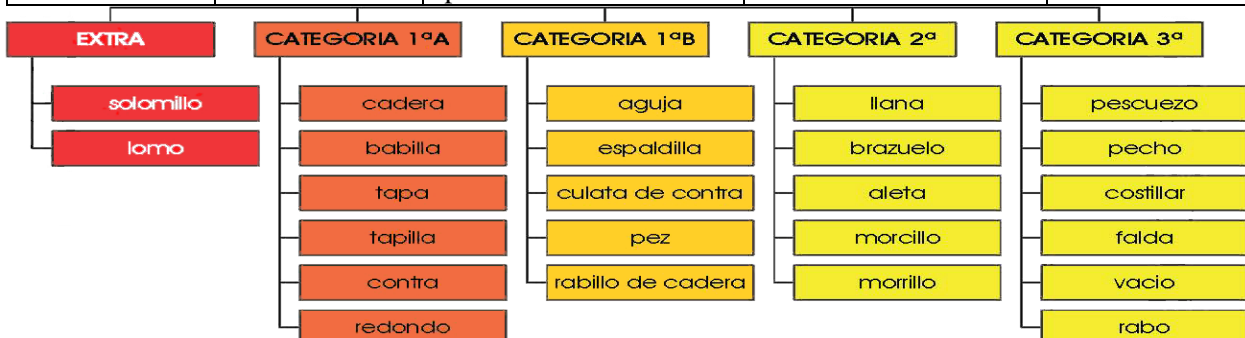 EXTRA
solomillo
lomo
CATEGORIA 1ªA
cadera
babilla
tapa
tapilla
contra
redondo
CATEGORIA 1ªB
aguja
espaldilla
culata de contra
pez
rabillo de cadera
CATEGORIA 2ª
llana
brazuelo
aleta
morcillo
morrillo
CATEGORIA 3ª
pescuezo
pecho
costillar
falda
vacio
rabo